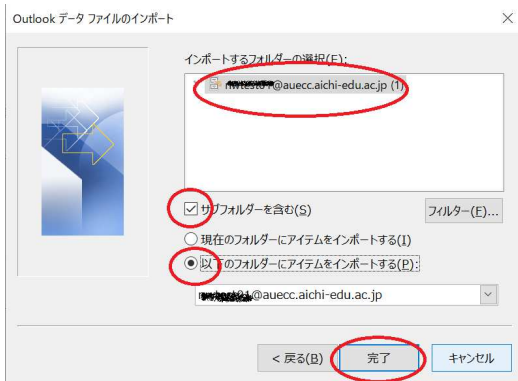 Outlook データ ファイルのインポート
インポートするフォルダーの選択(E):
@auecc.aichi-edu.ac.jp (1)
サブフォルダーを含む(S)
フィルター(F)...
現在のフォルダーにアイテムをインポートする(I)
以下のフォルダーにアイテムをインポートする(P):
@auecc.aichi-edu.ac.jp
< 戻る(B)
完了
キャンセル